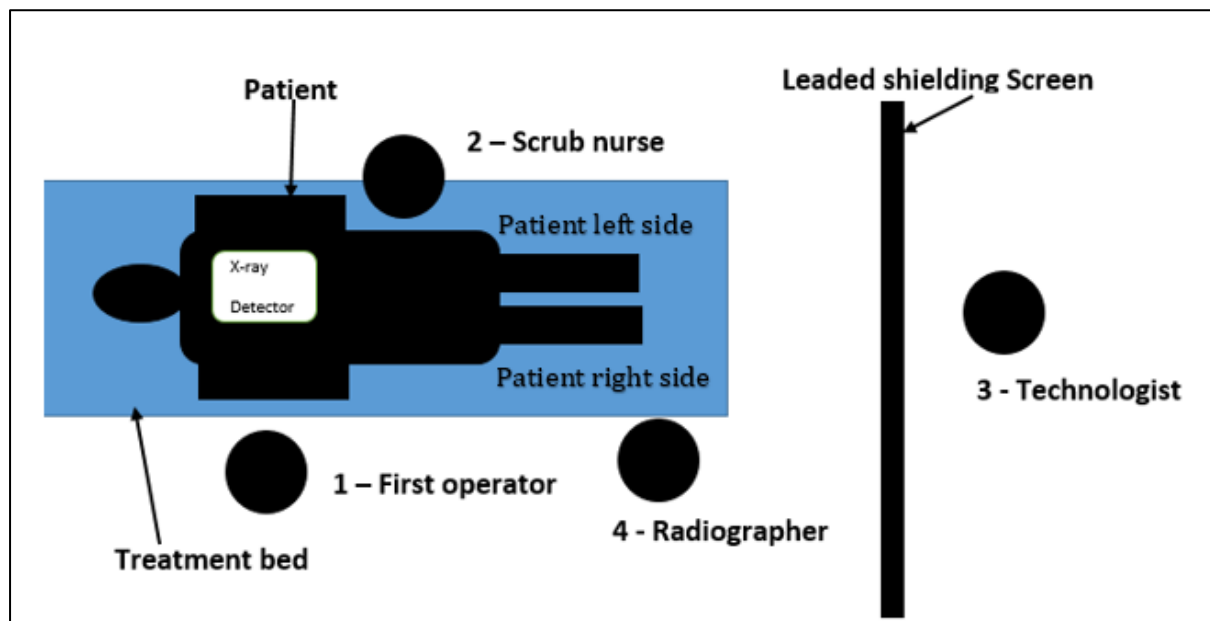 Patient
Leaded shielding Screen
2 – Scrub nurse
Patient left side
X-ray
Detector
Patient right side
3 - Technologist
1 – First operator
4 - Radiographer
Treatment bed